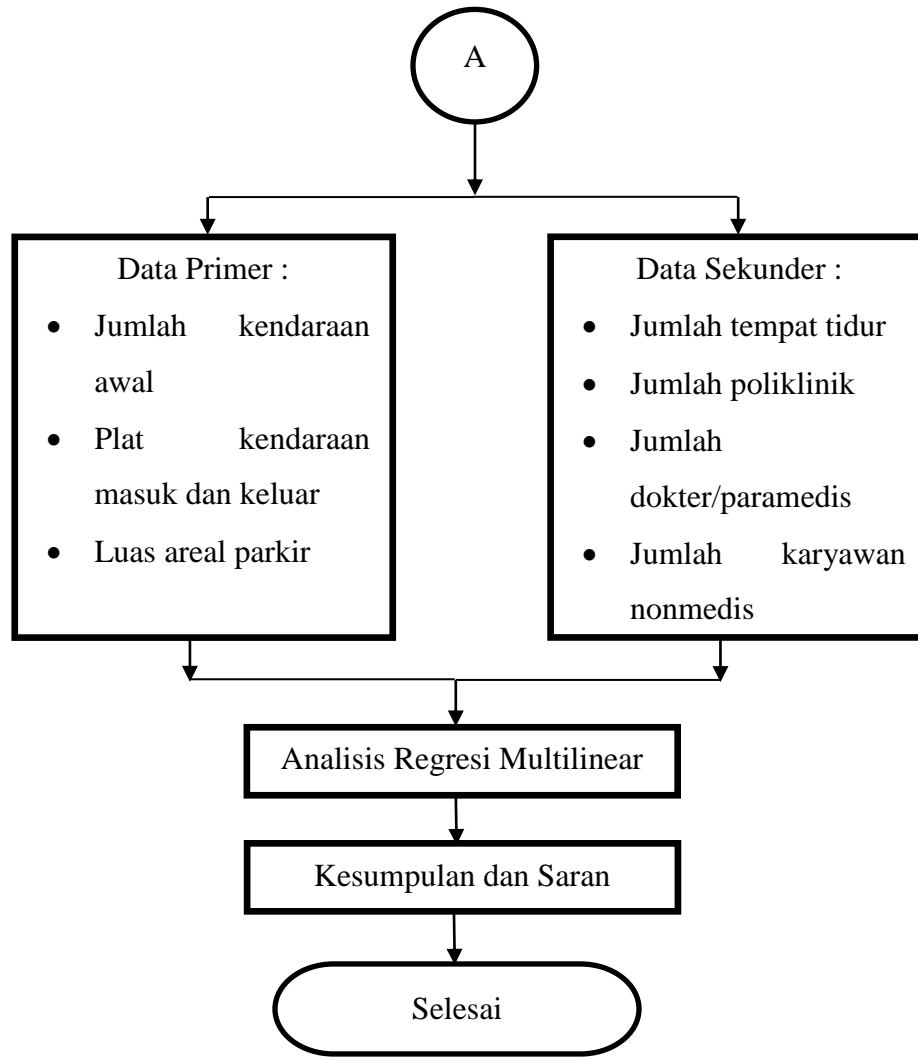 A
Data Primer :
• Jumlah kendaraan
awal
• Plat kendaraan
masuk dan keluar
• Luas areal parkir
Data Sekunder :
• Jumlah tempat tidur
• Jumlah poliklinik
• Jumlah
dokter/paramedis
• Jumlah karyawan
nonmedis
Analisis Regresi Multilinear
Kesumpulan dan Saran
Selesai